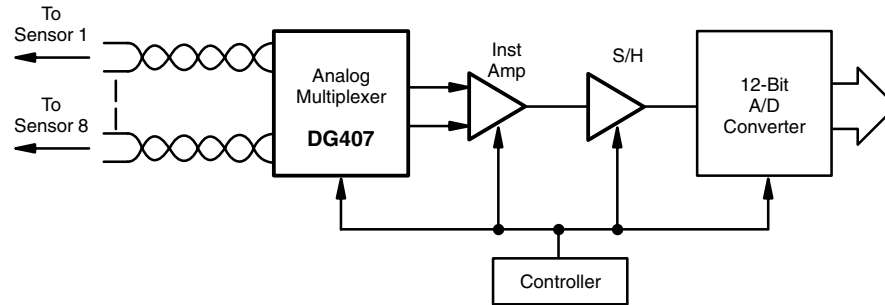 To
Sensor 1
To
Sensor 8
Analog
Multiplexer
DG407
Inst
Amp
S/H
12-Bit
A/D
Converter
Controller